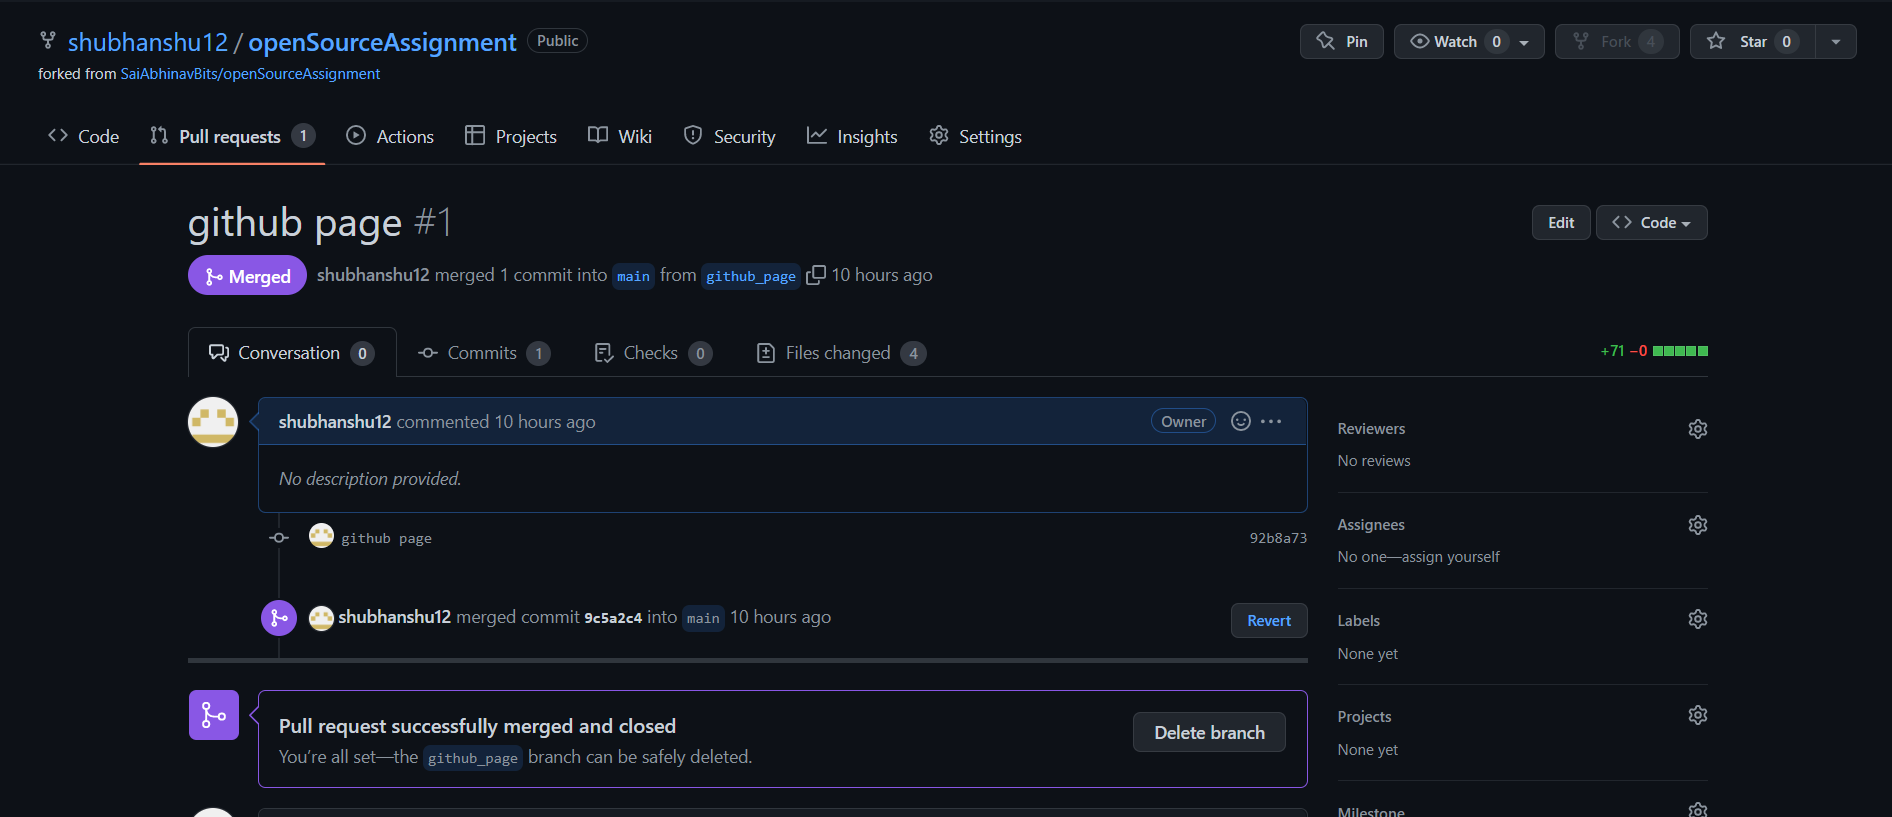 shubhanshu12 / openSourceAssignment Public
Pin Watch 0 Fork 4 Star 0
forked from SaiAbhinavBits/openSourceAssignment
Code Pull requests 1 Actions Projects Wiki Security Insights Settings
github page #1
Edit Code
Merged shubhanshu12 merged 1 commit into main from github_page 10 hours ago
Conversation 0 Commits 1 Checks 0 Files changed 4
+71 −0
shubhanshu12 commented 10 hours ago Owner
No description provided.
github page 92b8a73
shubhanshu12 merged commit 9c5a2c4 into main 10 hours ago Revert
Pull request successfully merged and closed
You're all set—the github_page branch can be safely deleted.
Delete branch
Reviewers
No reviews
Assignees
No one—assign yourself
Labels
None yet
Projects
None yet
Milestone